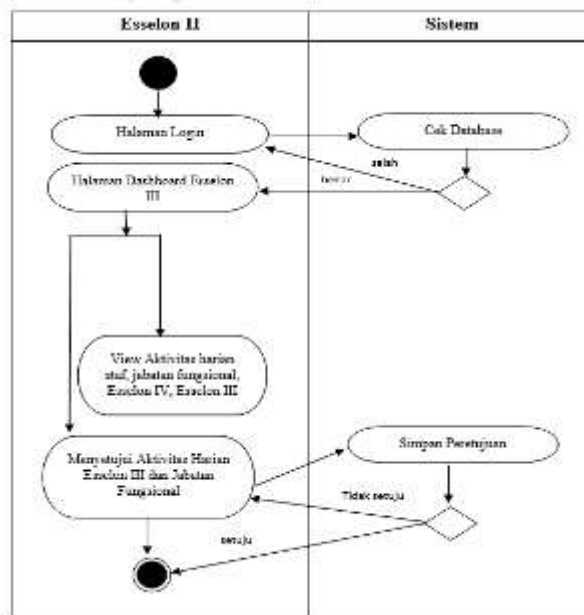 Esselon II
Sistem
Halaman Login
Cek Database
salah
benar
Halaman Dashboard Esselon
III
View Aktivitas harian
staf, jabatan fungsional,
Esselon IV, Esselon III
Menyetujui Aktivitas Harian
Esselon III dan Jabatan
Fungsional
Simpan Peretujuan
Tidak setuju
setuju